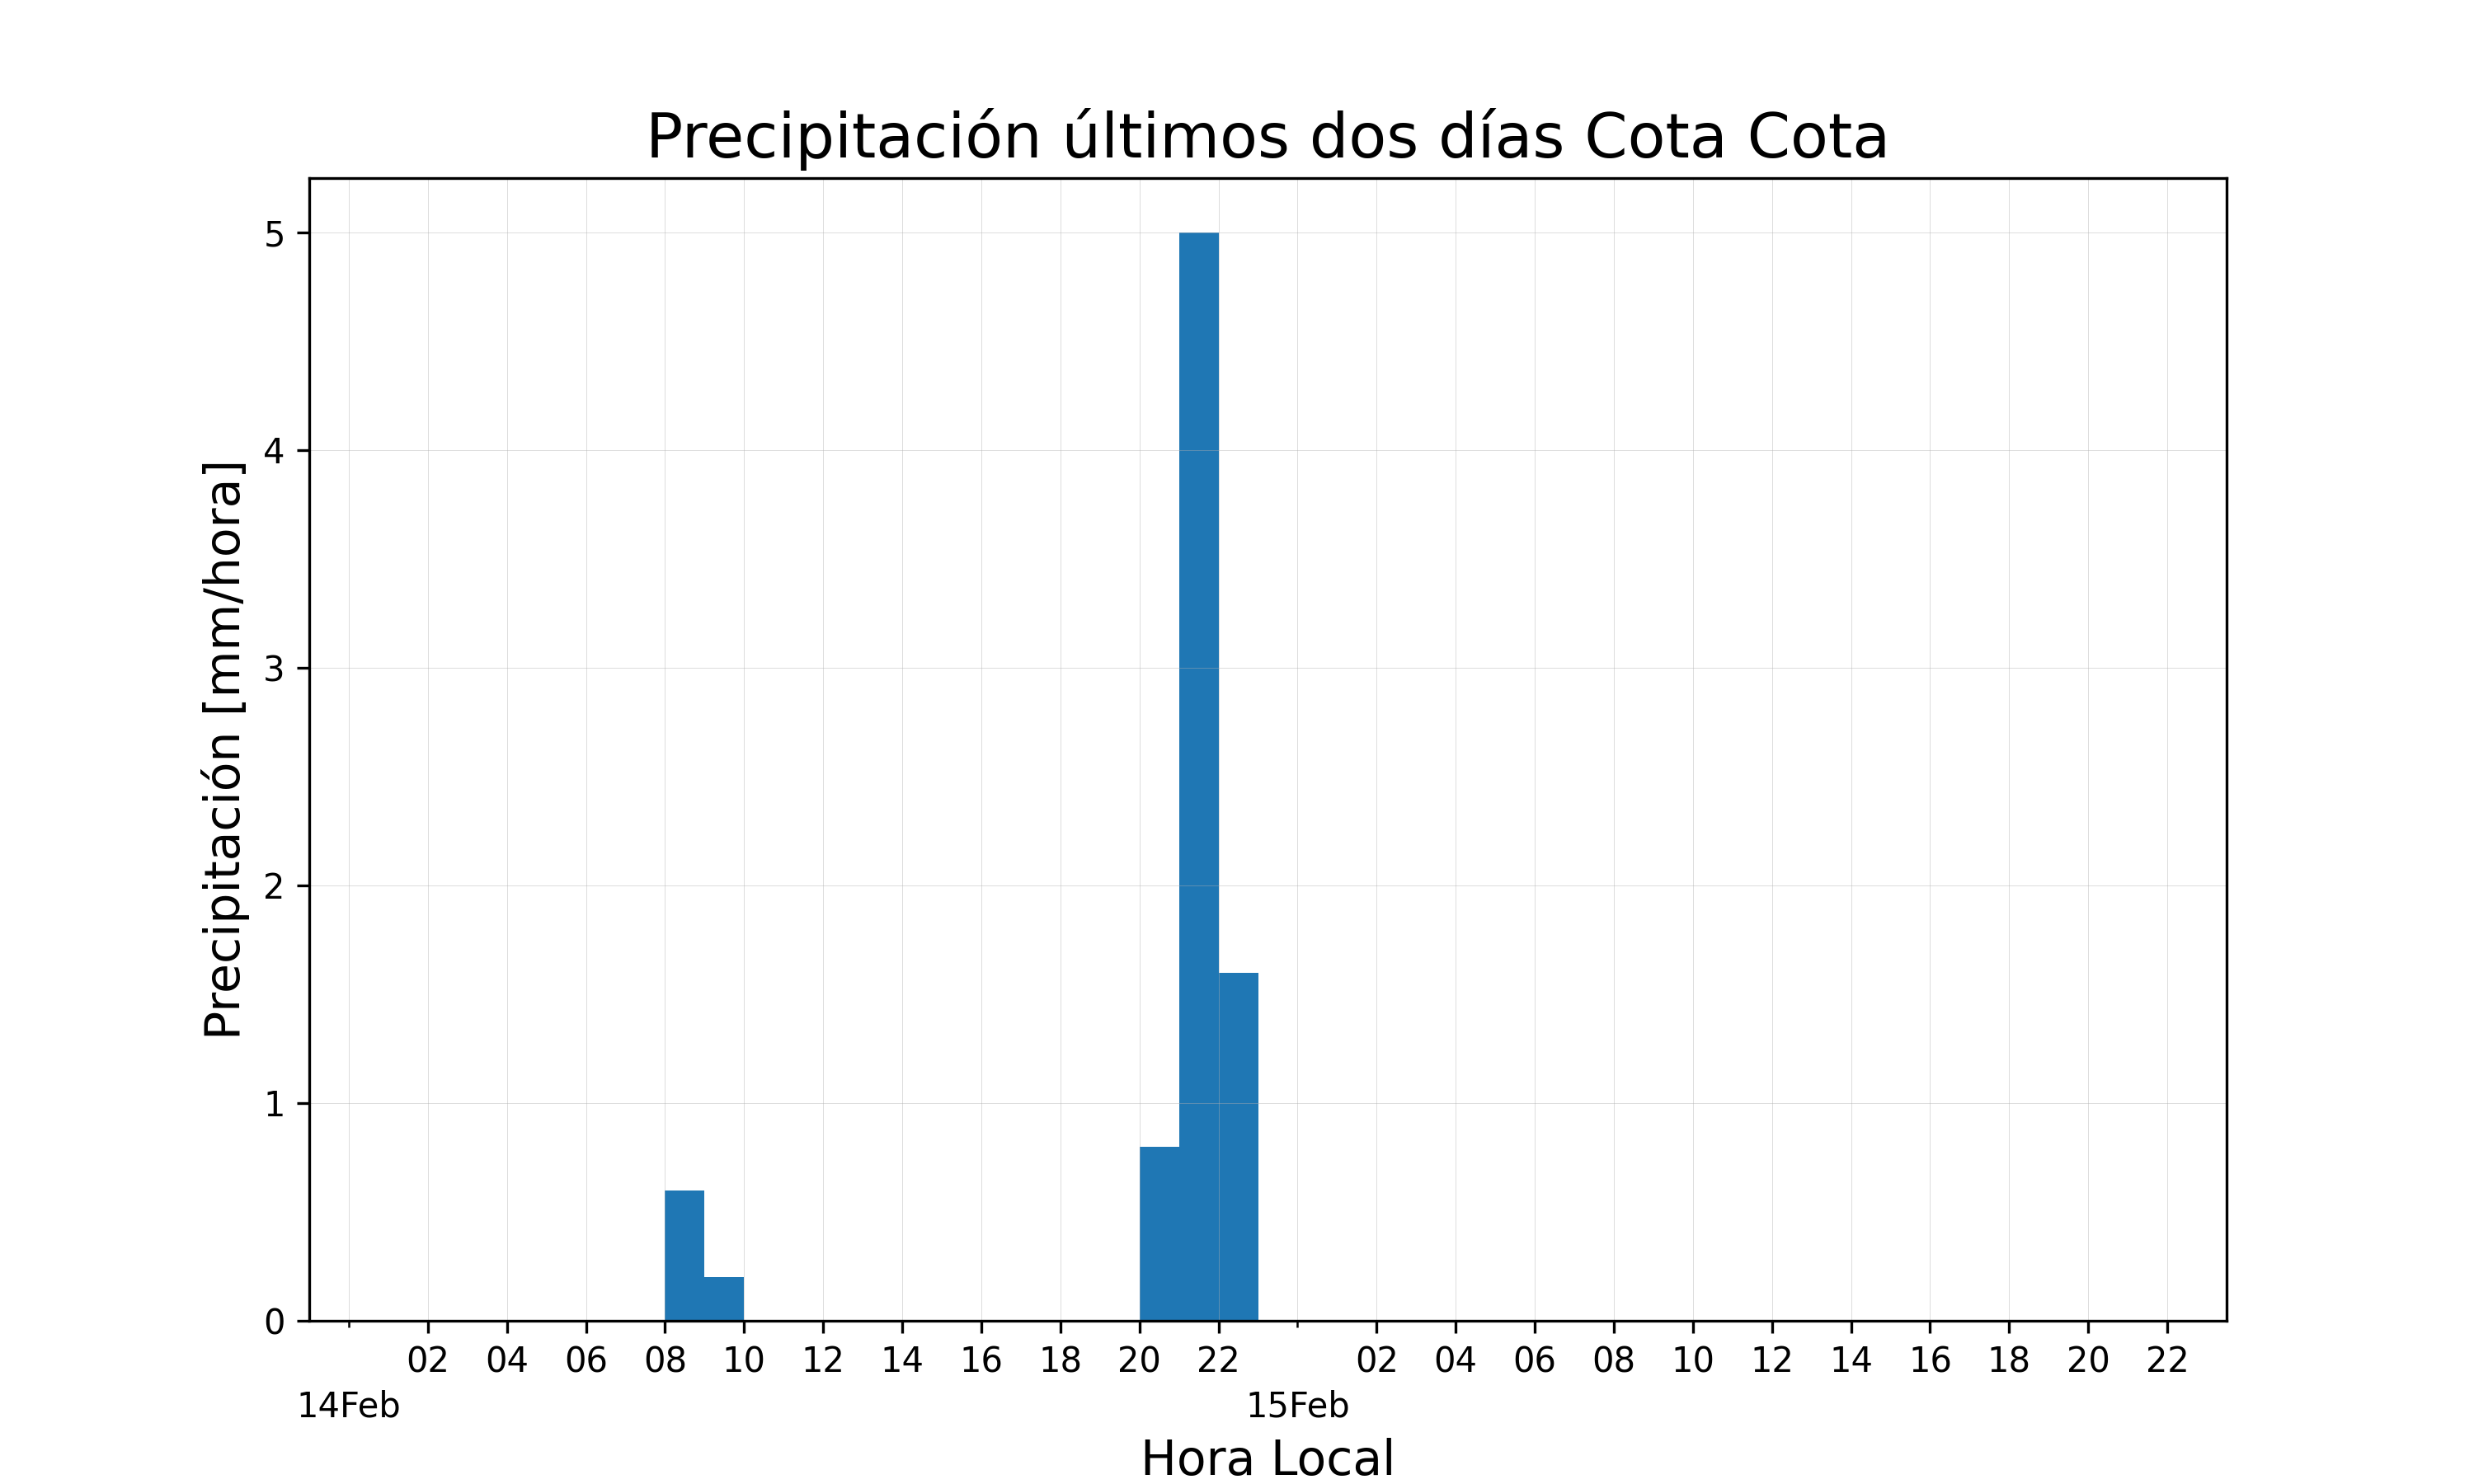 Precipitación últimos dos días Cota Cota
Precipitación [mm/hora]
5
4
3
2
1
0
02 04 06 08 10 12 14 16 18 20 22 02 04 06 08 10 12 14 16 18 20 22
14Feb 15Feb
Hora Local